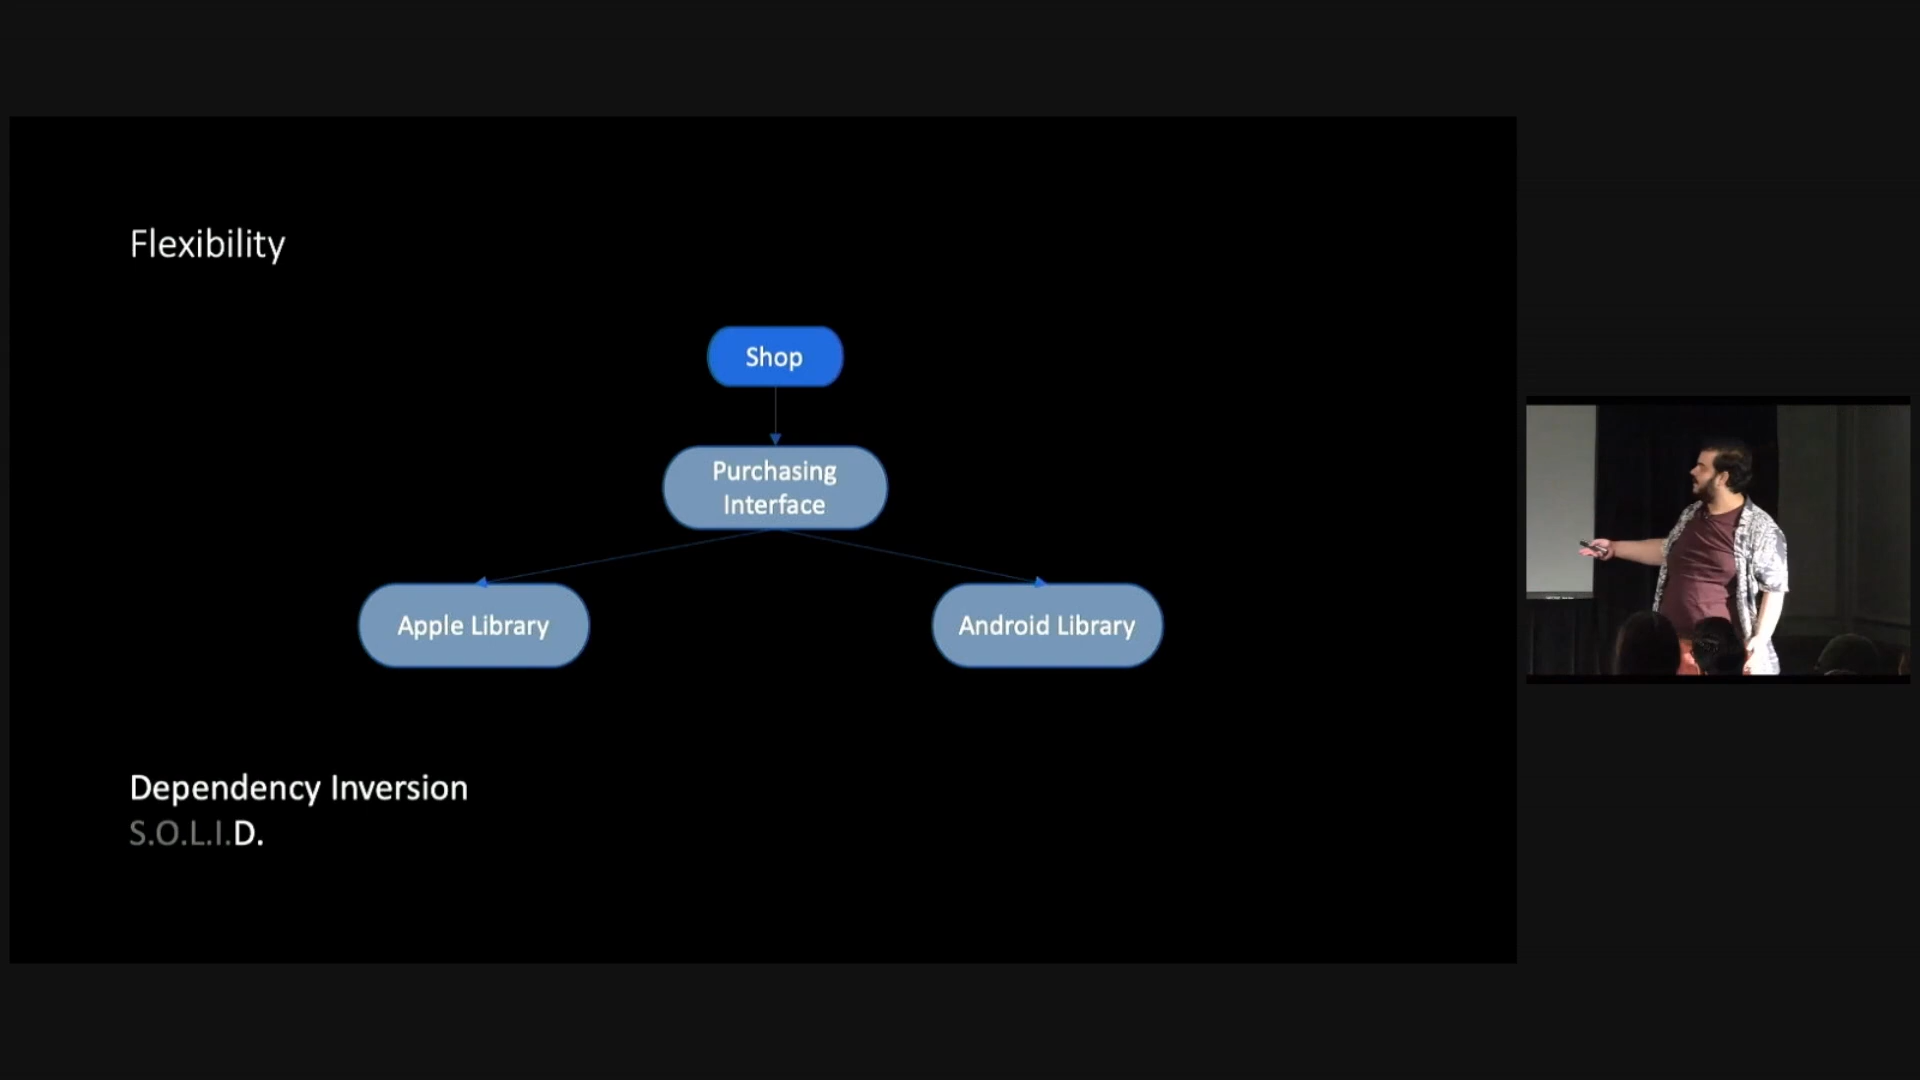 Flexibility
Shop
Purchasing
Interface
Apple Library
Android Library
Dependency Inversion
S.O.L.I.D.